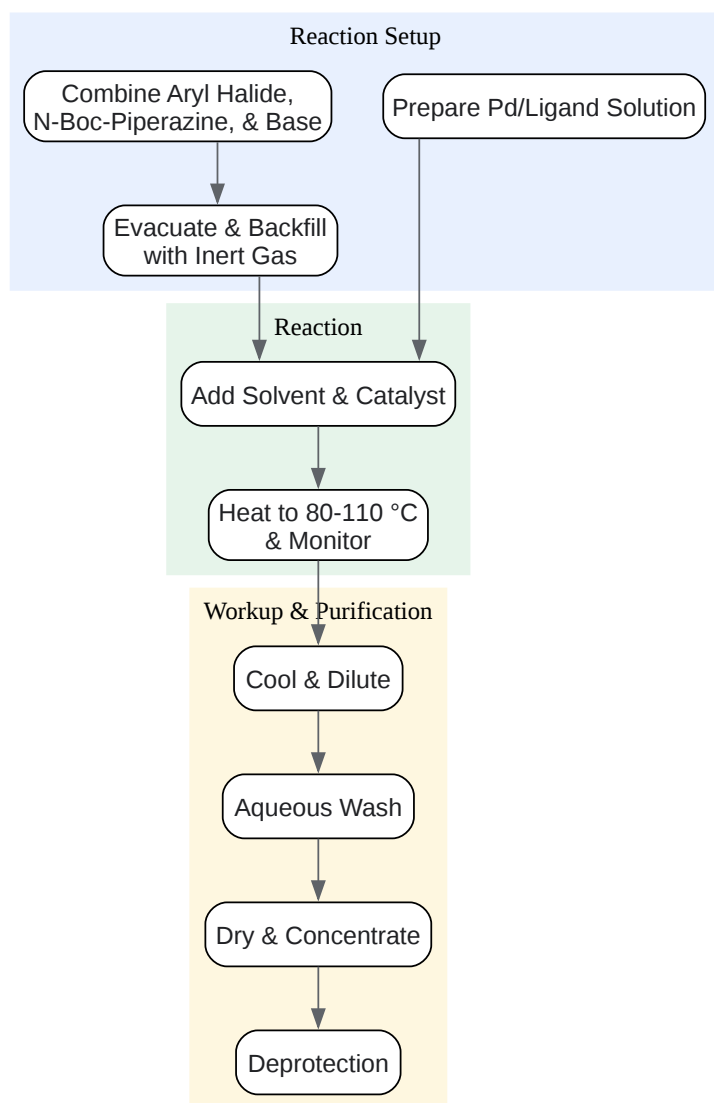 Reaction Setup
Combine Aryl Halide,
N-Boc-Piperazine, & Base
Prepare Pd/Ligand Solution
Evacuate & Backfill
with Inert Gas
Reaction
Add Solvent & Catalyst
Heat to 80-110 °C
& Monitor
Workup & Purification
Cool & Dilute
Aqueous Wash
Dry & Concentrate
Deprotection